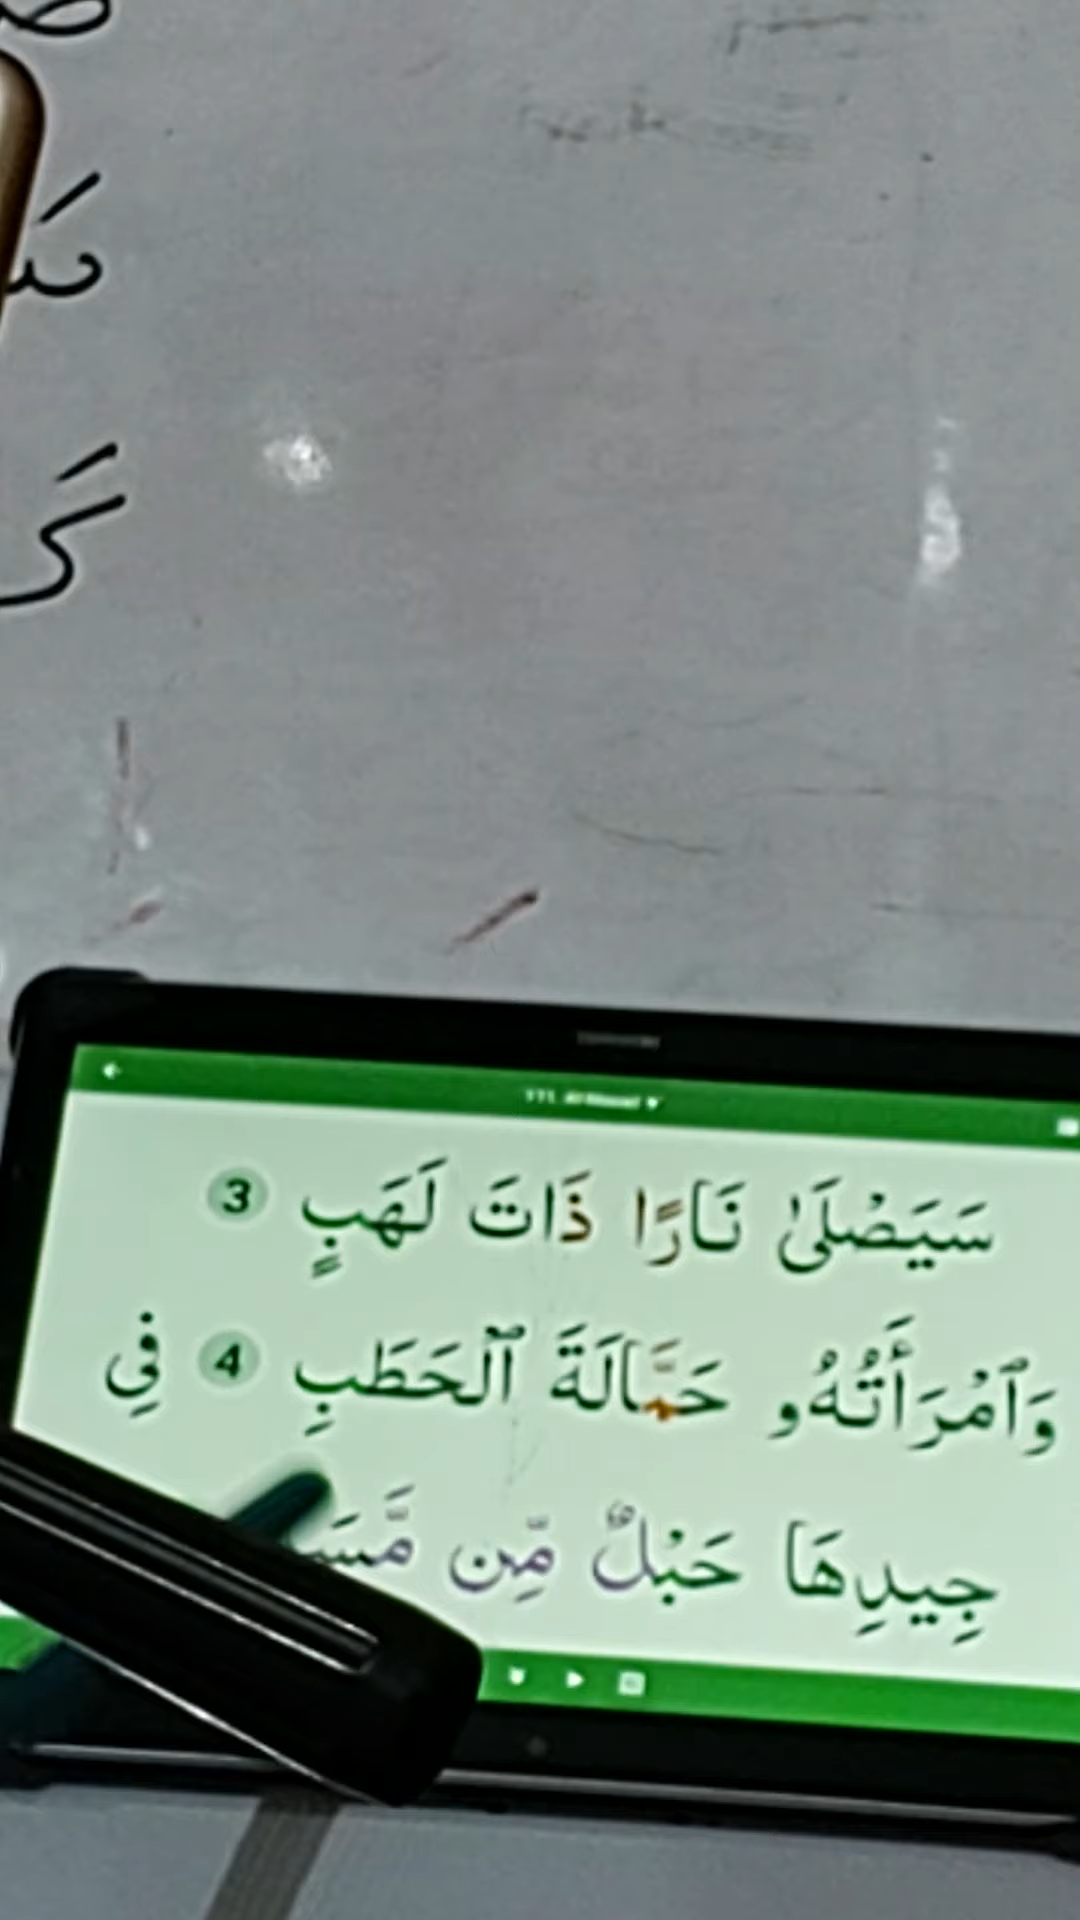 سَيَصْلَىٰ نَارًا ذَاتَ لَهَبٍ 3
وَٱمْرَأَتُهُۥ حَمَّالَةَ ٱلْحَطَبِ 4 فِى
جِيدِهَا حَبْلٌ مِّن